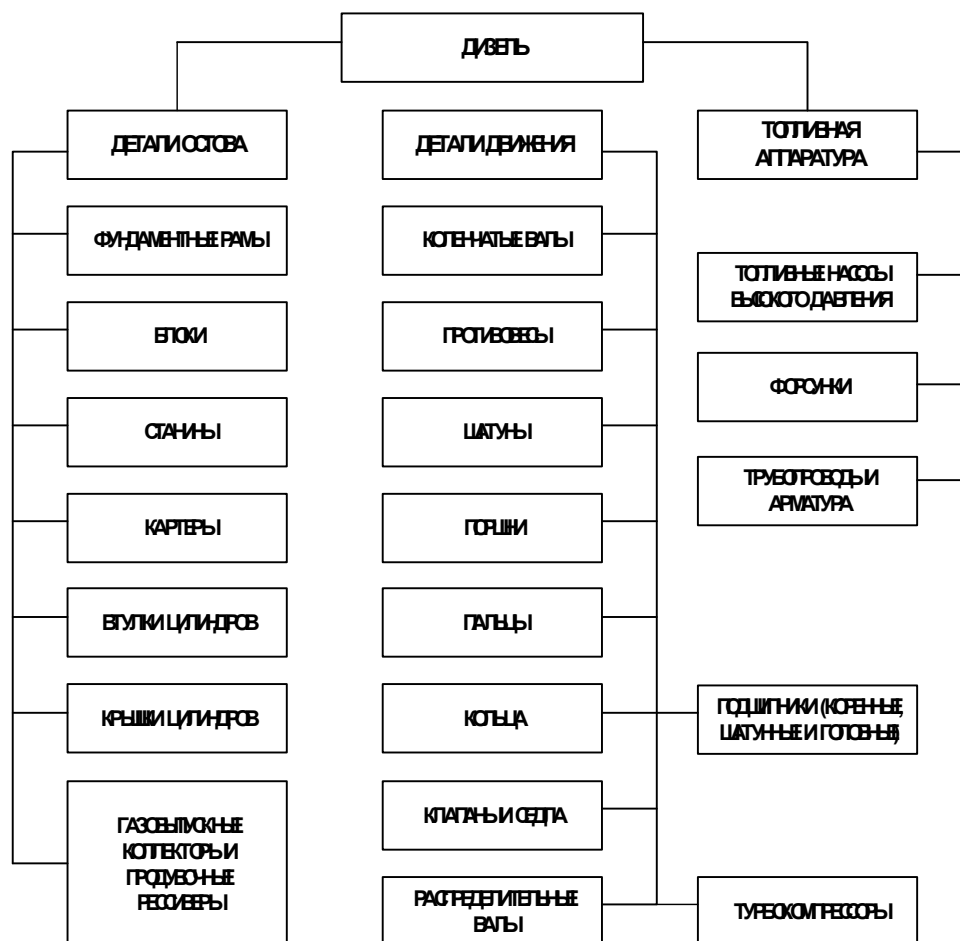 ДИЗЕЛЬ
ДЕТАЛИ ОСТОВА
ФУНДАМЕНТНЫЕ РАМЫ
БЛОКИ
СТАНИНЫ
КАРТЕРЫ
ВТУЛКИ ЦИЛИНДРОВ
КРЫШКИ ЦИЛИНДРОВ
ГАЗОВЫПУСКНЫЕ
КОЛЛЕКТОРЫ И
ПРОДУВОЧНЫЕ
РЕССИВЕРЫ
ДЕТАЛИ ДВИЖЕНИЯ
КОЛЕНЧАТЫЕ ВАЛЫ
ПРОТИВОВЕСЫ
ШАТУНЫ
ПОРШНИ
ПАЛЬЦЫ
КОЛЬЦА
КЛАПАНЫ И СЕДЛА
РАСПРЕДЕЛИТЕЛЬНЫЕ
ВАЛЫ
ТОПЛИВНАЯ
АППАРАТУРА
ТОПЛИВНЫЕ НАСОСЫ
ВЫСОКОГО ДАВЛЕНИЯ
ФОРСУНКИ
ТРУБОПРОВОДЫ И
АРМАТУРА
ПОДШИПНИКИ (КОРЕННЫЕ,
ШАТУННЫЕ И ГОЛОВНЫЕ)
ТУРБОКОМПРЕССОРЫ